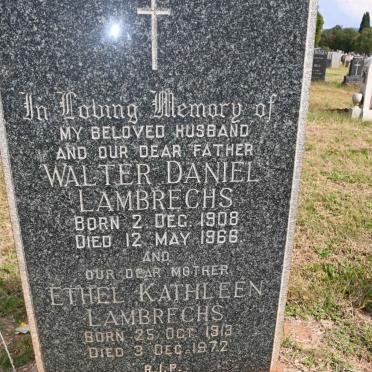 In Loving Memory of
MY BELOVED HUSBAND
AND OUR DEAR FATHER
WALTER DANIEL
LAMBRECHS
BORN 2 DEC 1908
DIED 12 MAY 1966.
AND
OUR DEAR MOTHER
ETHEL KATHLEEN
LAMBRECHS
BORN 25 OCT 1913
DIED 3 DEC 1972
R.I.P.